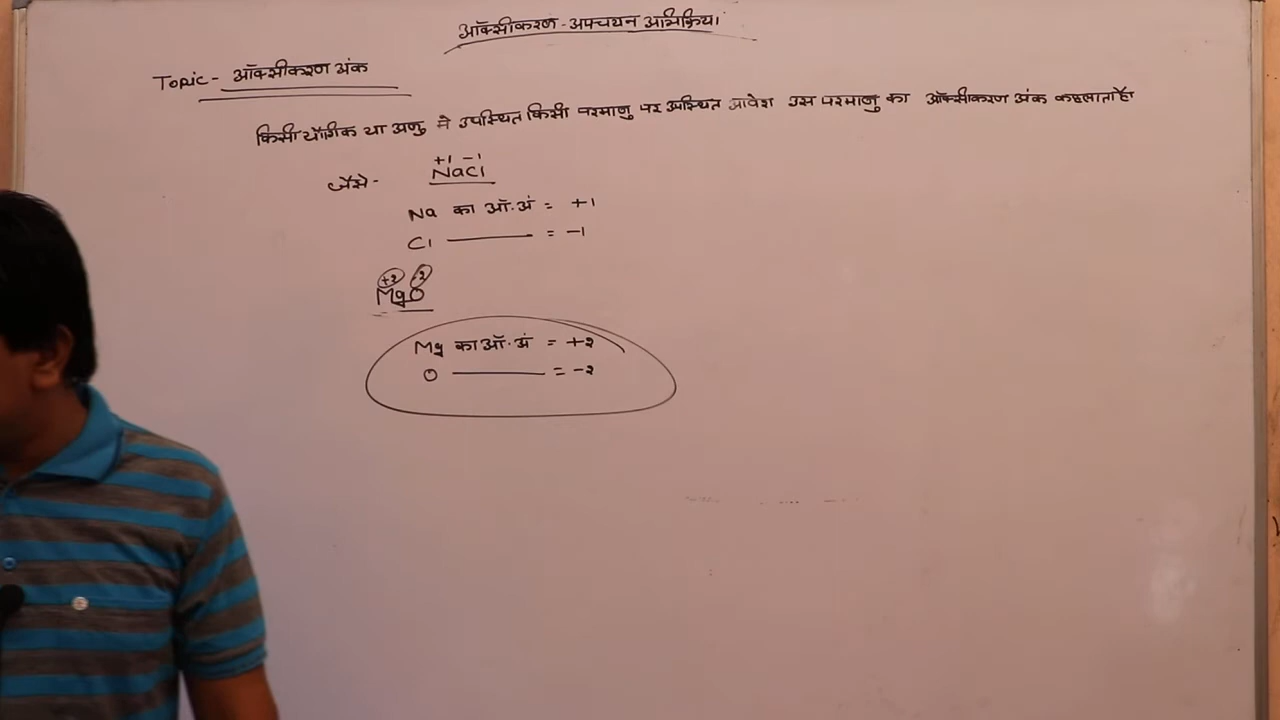 ऑक्सीकरण-अपचयन अभिक्रिया
Topic - ऑक्सीकरण अंक
किसी यौगिक या अणु मे उपस्थित किसी परमाणु पर उपस्थित आवेश उस परमाणु का ऑक्सीकरण अंक कहलाता है।
+1 -1
जैसे- NaCl
Na का ऑ.अं = +1
Cl ——— = -1
+2 -2
MgO
Mg का ऑ.अं = +2
O ——— = -2